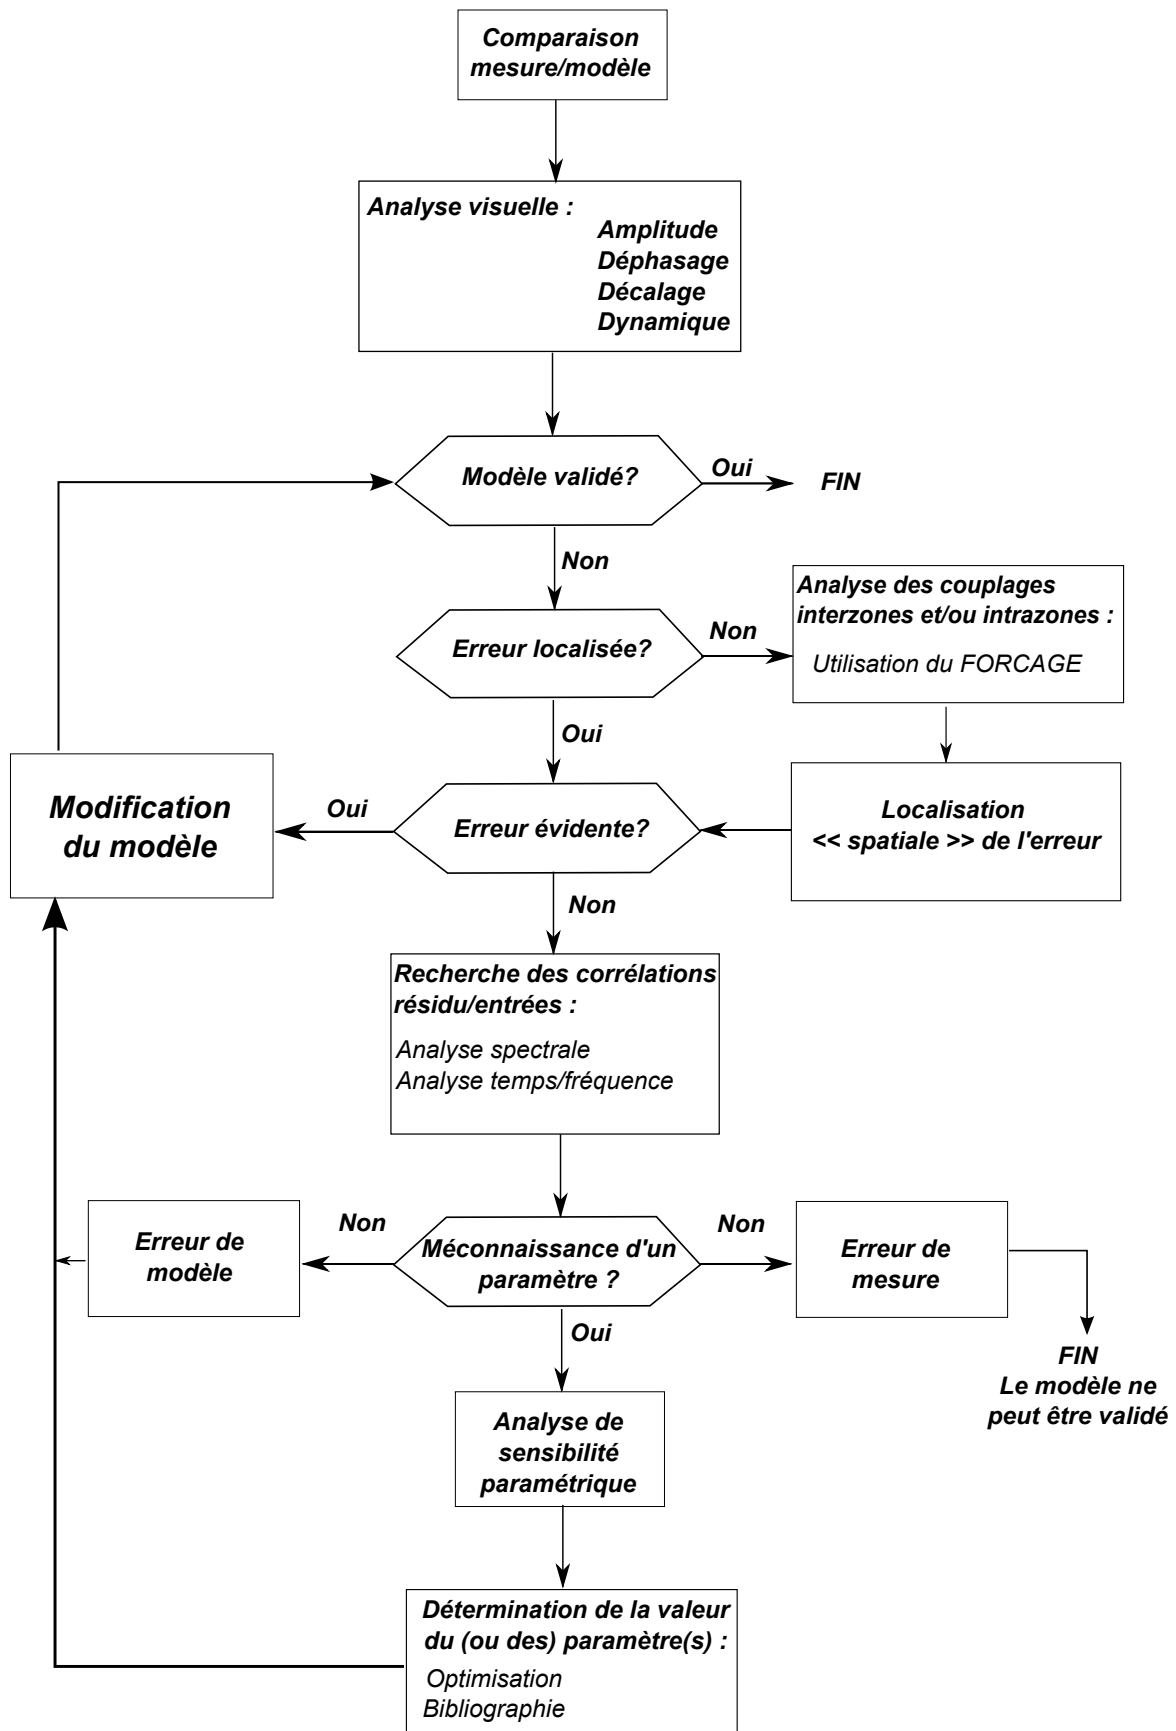 Comparaison
mesure/modèle
Analyse visuelle :
Amplitude
Déphasage
Décalage
Dynamique
Modèle validé?
Oui
FIN
Non
Erreur localisée?
Non
Analyse des couplages
interzones et/ou intrazones :
Utilisation du FORCAGE
Oui
Modification
du modèle
Oui
Erreur évidente?
Localisation
<< spatiale >> de l'erreur
Non
Recherche des corrélations
résidu/entrées :
Analyse spectrale
Analyse temps/fréquence
Erreur de
modèle
Non
Méconnaissance d'un
paramètre ?
Non
Erreur de
mesure
Oui
FIN
Le modèle ne
peut être validé
Analyse de
sensibilité
paramétrique
Détermination de la valeur
du (ou des) paramètre(s) :
Optimisation
Bibliographie